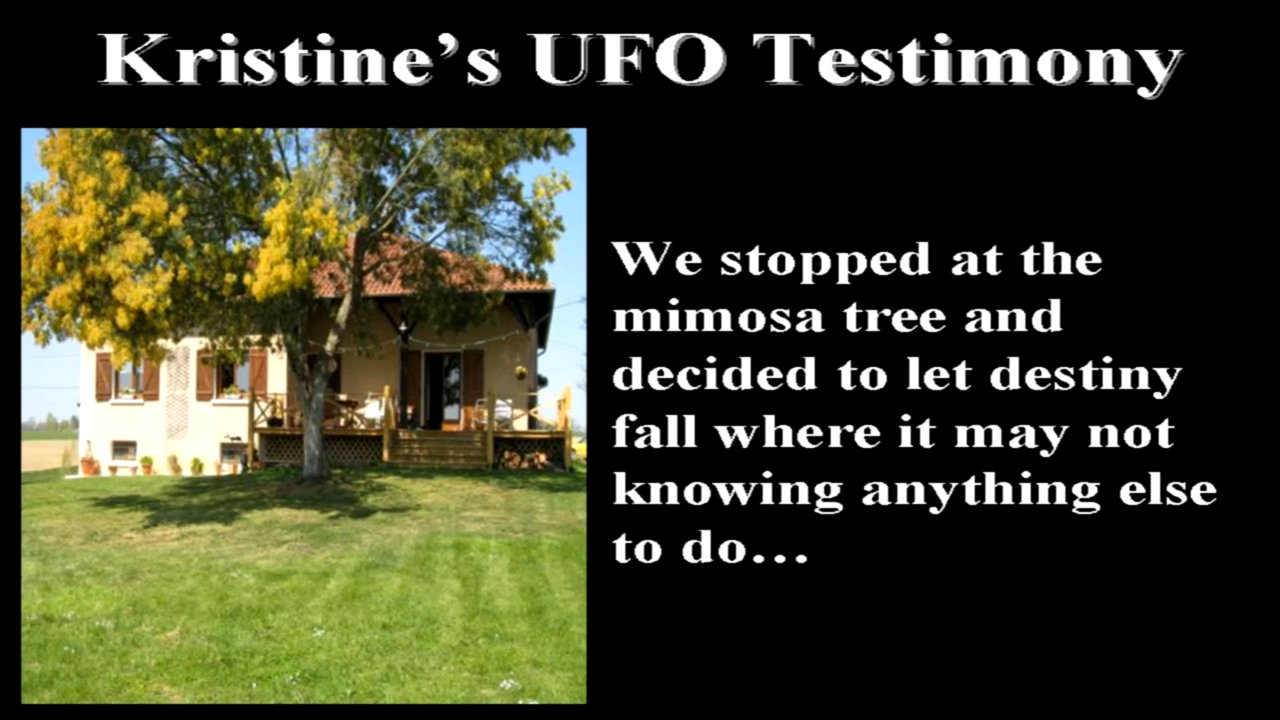 Kristine’s UFO Testimony
We stopped at the
mimosa tree and
decided to let destiny
fall where it may not
knowing anything else
to do…